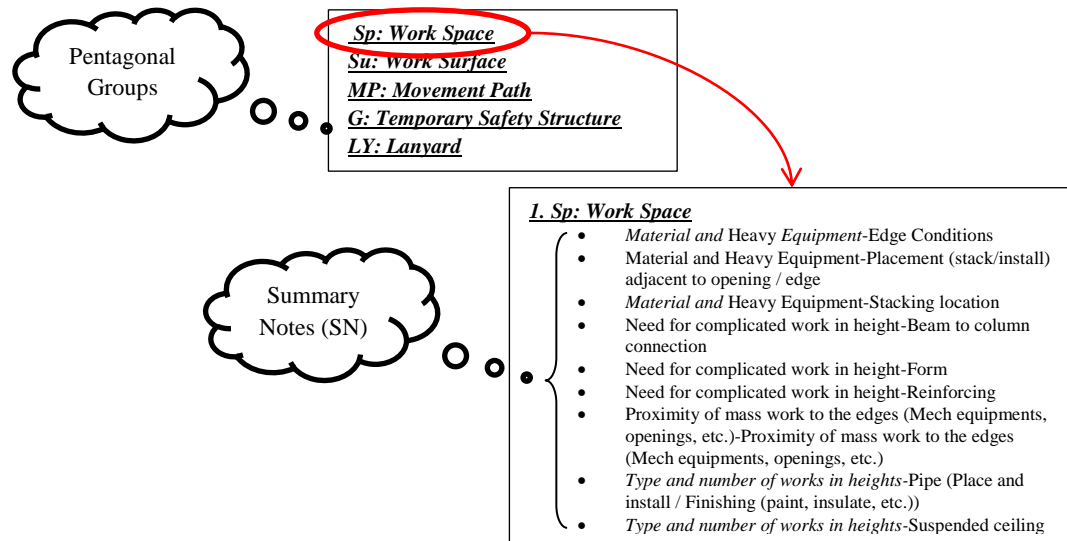 Pentagonal
Groups
Sp: Work Space
Su: Work Surface
MP: Movement Path
G: Temporary Safety Structure
LY: Lanyard
1. Sp: Work Space
Summary
Notes (SN)
• Material and Heavy Equipment-Edge Conditions
• Material and Heavy Equipment-Placement (stack/install)
adjacent to opening / edge
• Material and Heavy Equipment-Stacking location
• Need for complicated work in height-Beam to column
connection
• Need for complicated work in height-Form
• Need for complicated work in height-Reinforcing
• Proximity of mass work to the edges (Mech equipments,
openings, etc.)-Proximity of mass work to the edges
(Mech equipments, openings, etc.)
• Type and number of works in heights-Pipe (Place and
install / Finishing (paint, insulate, etc.))
• Type and number of works in heights-Suspended ceiling